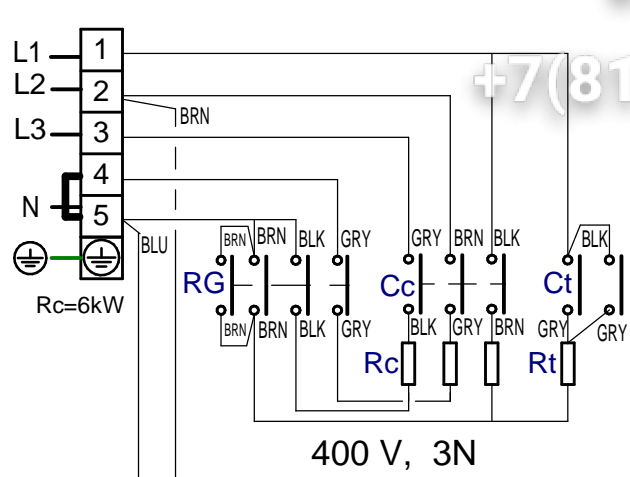 L1 1
L2 2
BRN
L3 3
4
N 5
BLU
Rc=6kW
BRN BRN BLK GRY GRY BRN BLK BLK
RG Cc Ct
BRN BRN BLK GRY BLK GRY BRN GRY GRY
Rc Rt
400 V, 3N
+7(81